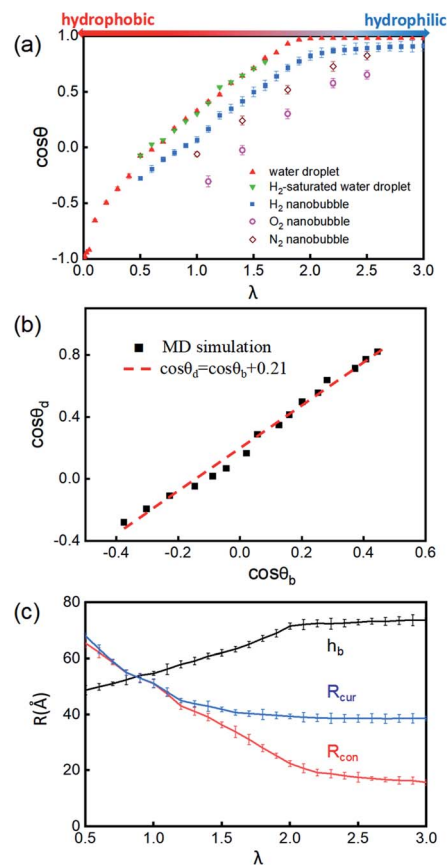 hydrophobic hydrophilic
(a)
1.0
0.5
0.0
-0.5
-1.0
cosθ
water droplet
H₂-saturated water droplet
H₂ nanobubble
O₂ nanobubble
N₂ nanobubble
0.0 0.5 1.0 1.5 2.0 2.5 3.0
λ
(b)
0.8
0.4
0.0
-0.4
cosθd
MD simulation
cosθd=cosθb+0.21
-0.4 -0.2 0.0 0.2 0.4 0.6
cosθb
(c)
80
60
40
20
0
R(Å)
hb
Rcur
Rcon
0.5 1.0 1.5 2.0 2.5 3.0
λ